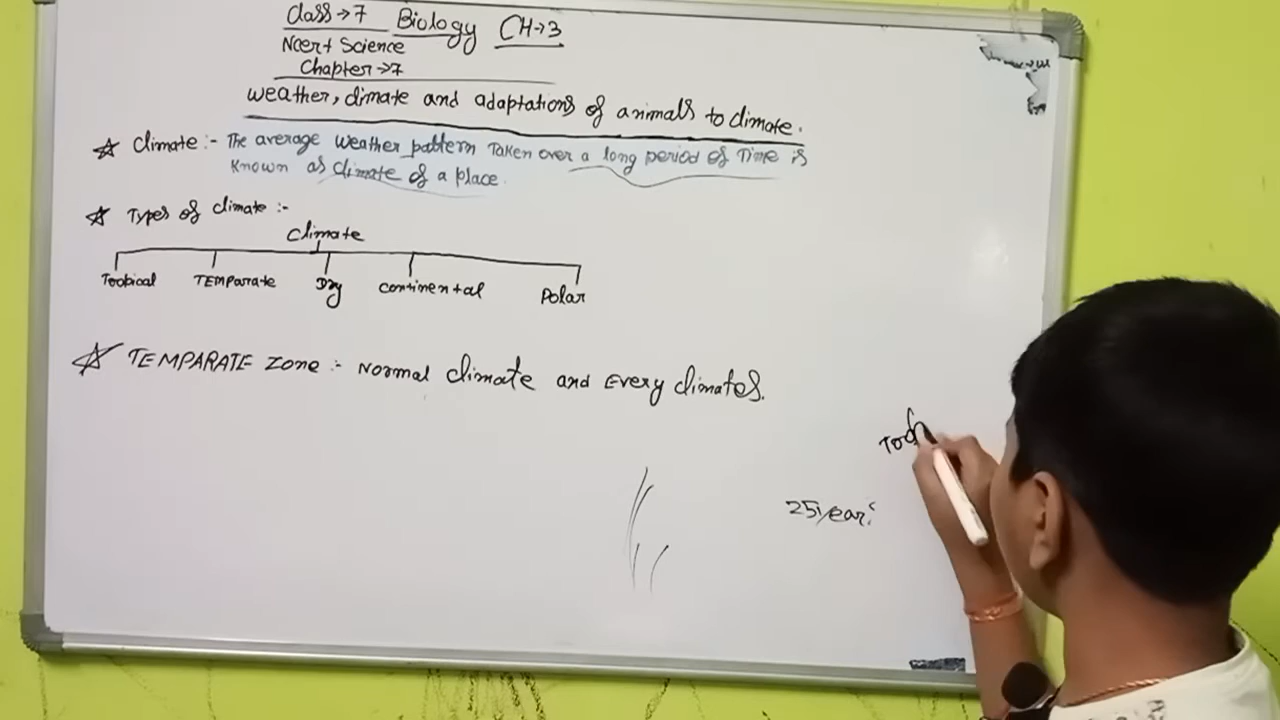 Class→7 Biology CH→3
Ncert Science
Chapter→7
weather, climate and adaptations of animals to climate.
☆ Climate:- The average weather pattern Taken over a long period of Time is
Known as climate of a place.
☆ Types of climate:-
Climate
Tropical TEMParate Dry continental Polar
☆ TEMPARATE Zone:- Normal climate and Every climates.
25year